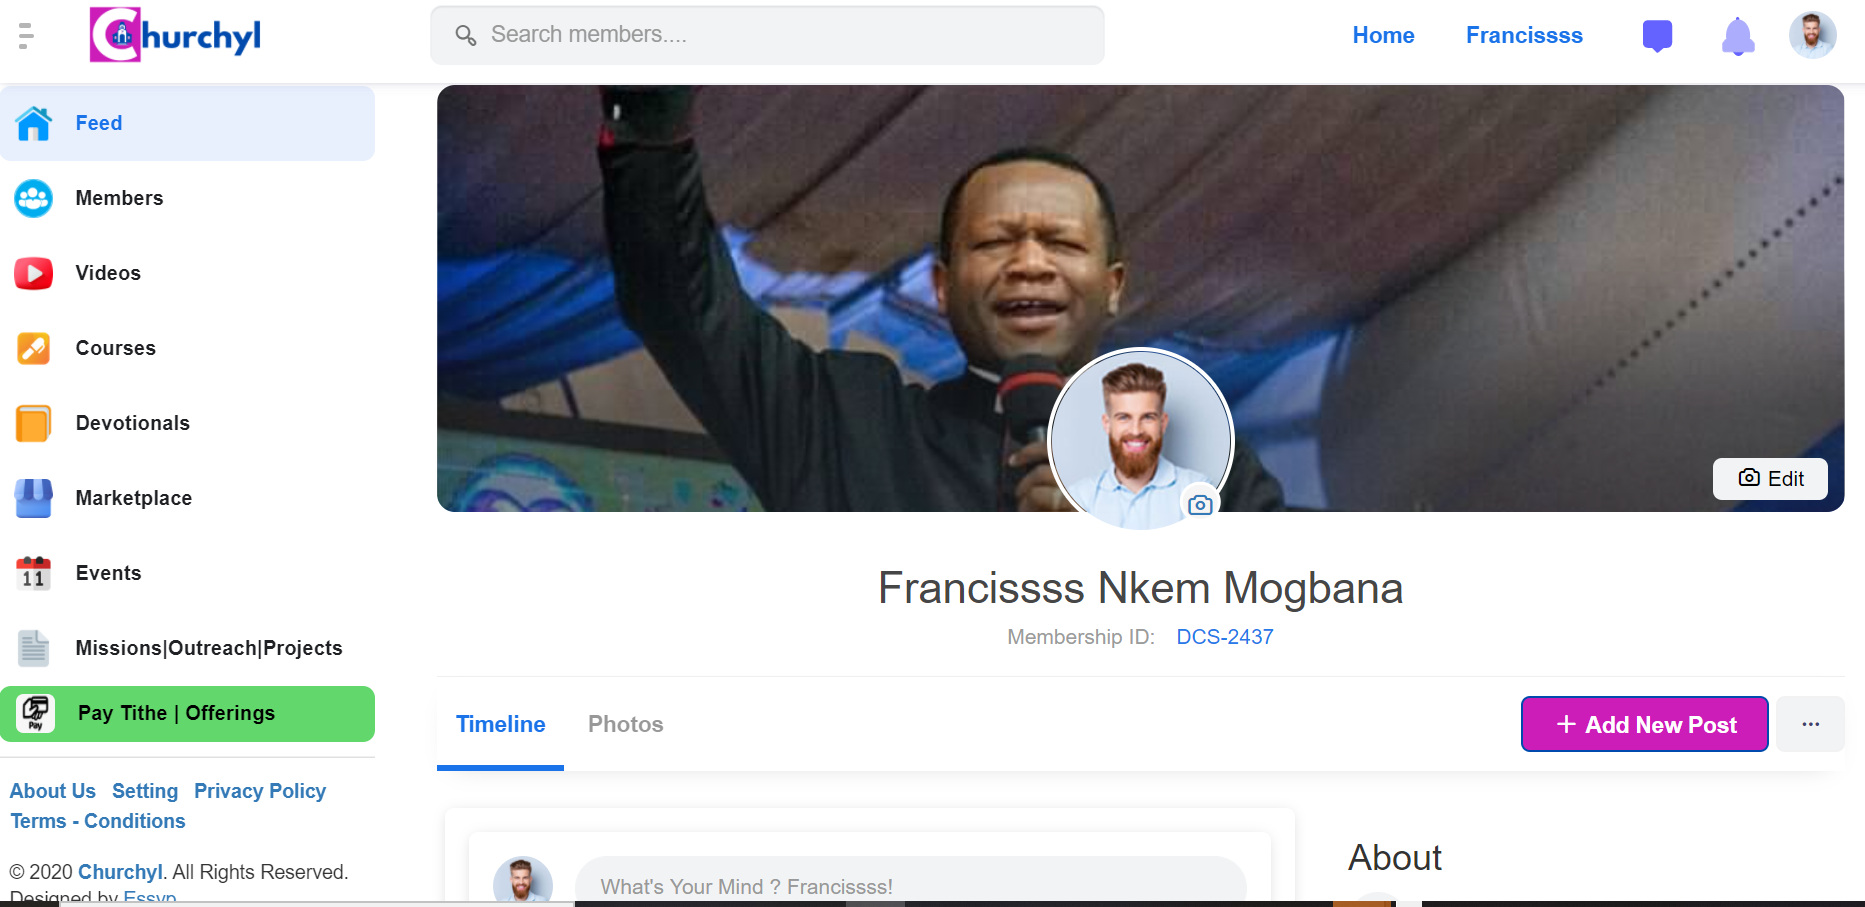 Churchyl
Search members....
Home
Francissss
Feed
Members
Videos
Courses
Devotionals
Marketplace
11
Events
Missions|Outreach|Projects
Pay
Pay Tithe | Offerings
About Us Setting Privacy Policy
Terms - Conditions
© 2020 Churchyl. All Rights Reserved.
Designed by Essyp
Edit
Francissss Nkem Mogbana
Membership ID: DCS-2437
Timeline
Photos
+ Add New Post
...
What's Your Mind ? Francissss!
About